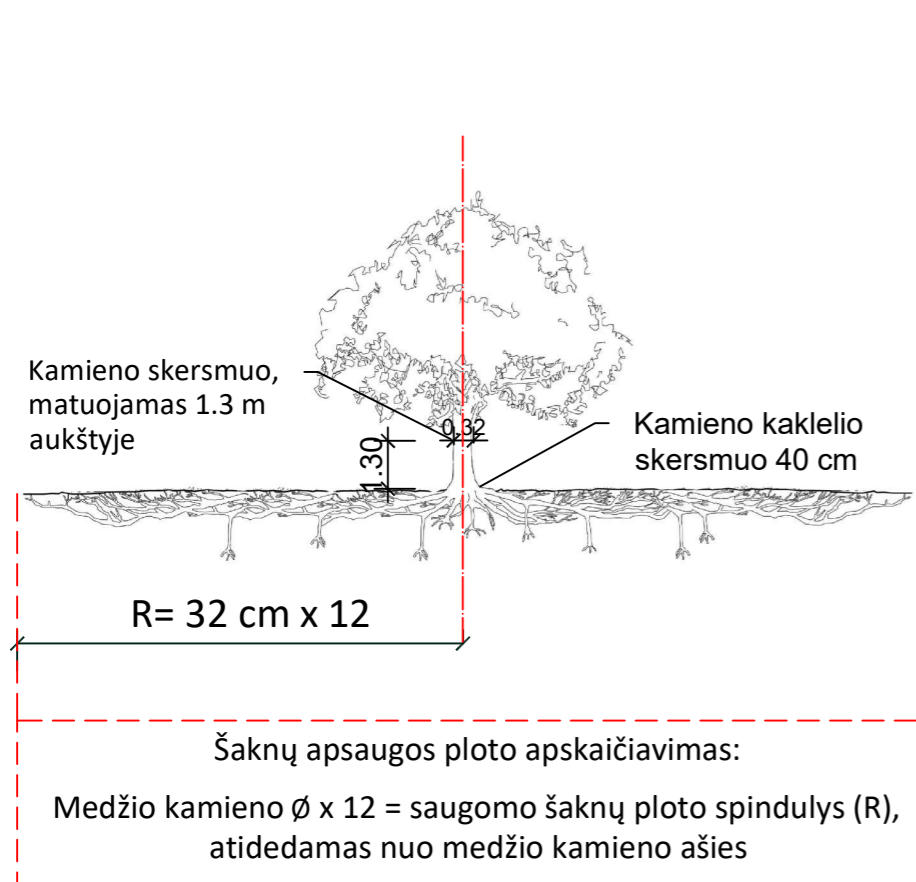 Kamieno skersmuo,
matuojamas 1.3 m
aukštyje
0,32
1.30
Kamieno kaklelio
skersmuo 40 cm
R= 32 cm x 12
Šaknų apsaugos ploto apskaičiavimas:
Medžio kamieno Ø x 12 = saugomo šaknų ploto spindulys (R),
atidedamas nuo medžio kamieno ašies